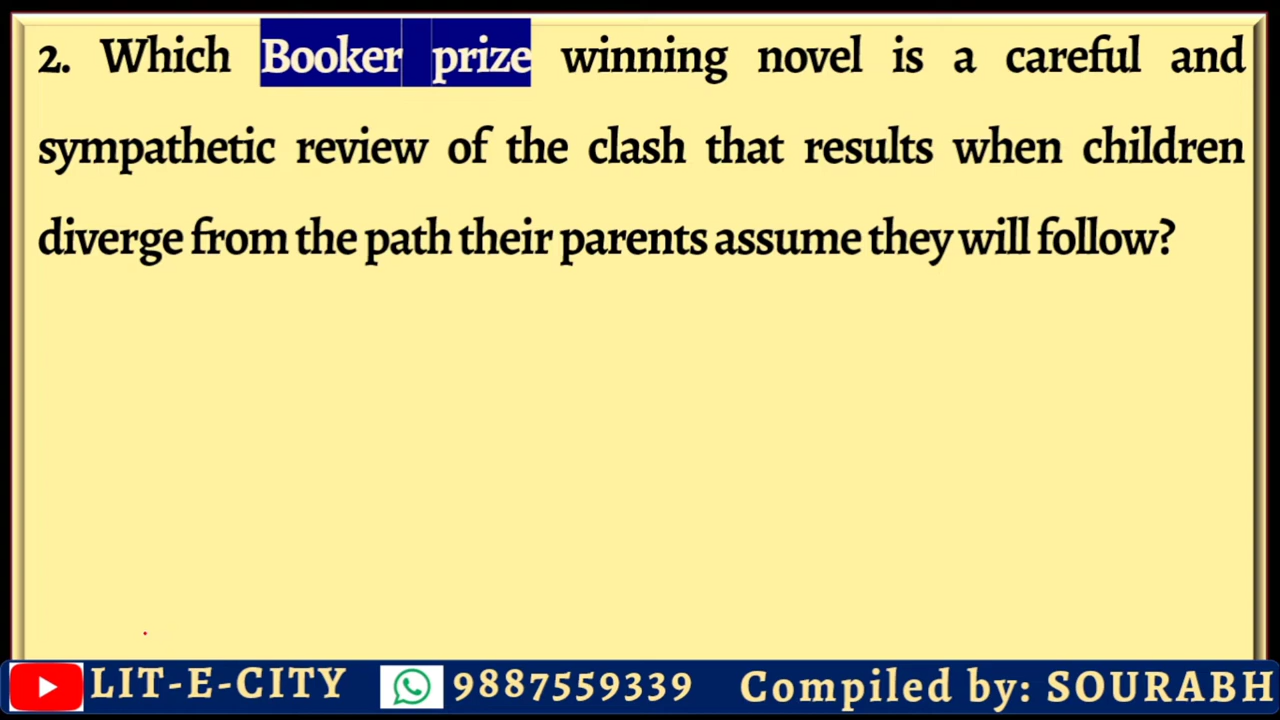 2. Which Booker prize winning novel is a careful and
sympathetic review of the clash that results when children
diverge from the path their parents assume they will follow?
LIT-E-CITY 9887559339 Compiled by: SOURABH